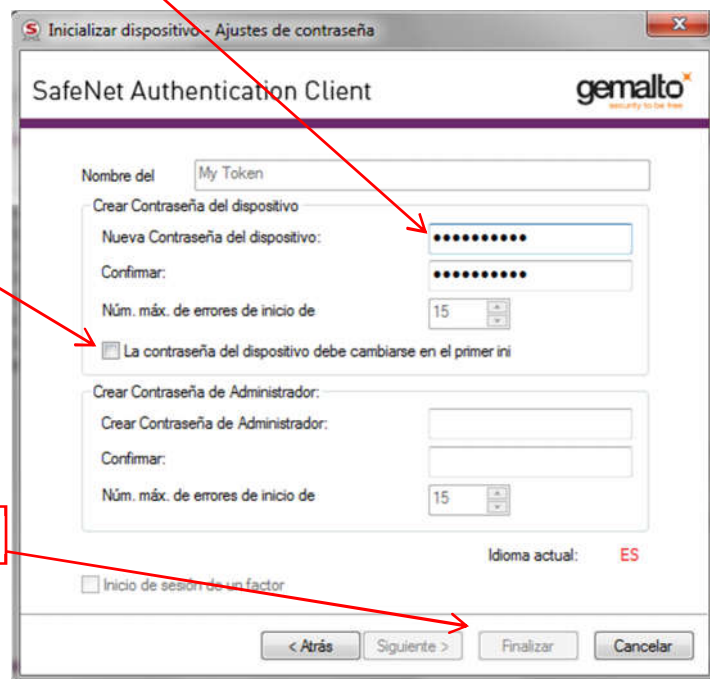 Inicializar dispositivo - Ajustes de contraseña
SafeNet Authentication Client
gemalto
security to be free
Nombre del My Token
Crear Contraseña del dispositivo
Nueva Contraseña del dispositivo: ••••••••••
Confirmar: ••••••••••
Núm. máx. de errores de inicio de 15
La contraseña del dispositivo debe cambiarse en el primer ini
Crear Contraseña de Administrador:
Crear Contraseña de Administrador:
Confirmar:
Núm. máx. de errores de inicio de 15
Idioma actual: ES
Inicio de sesión de un factor
< Atrás Siguiente > Finalizar Cancelar